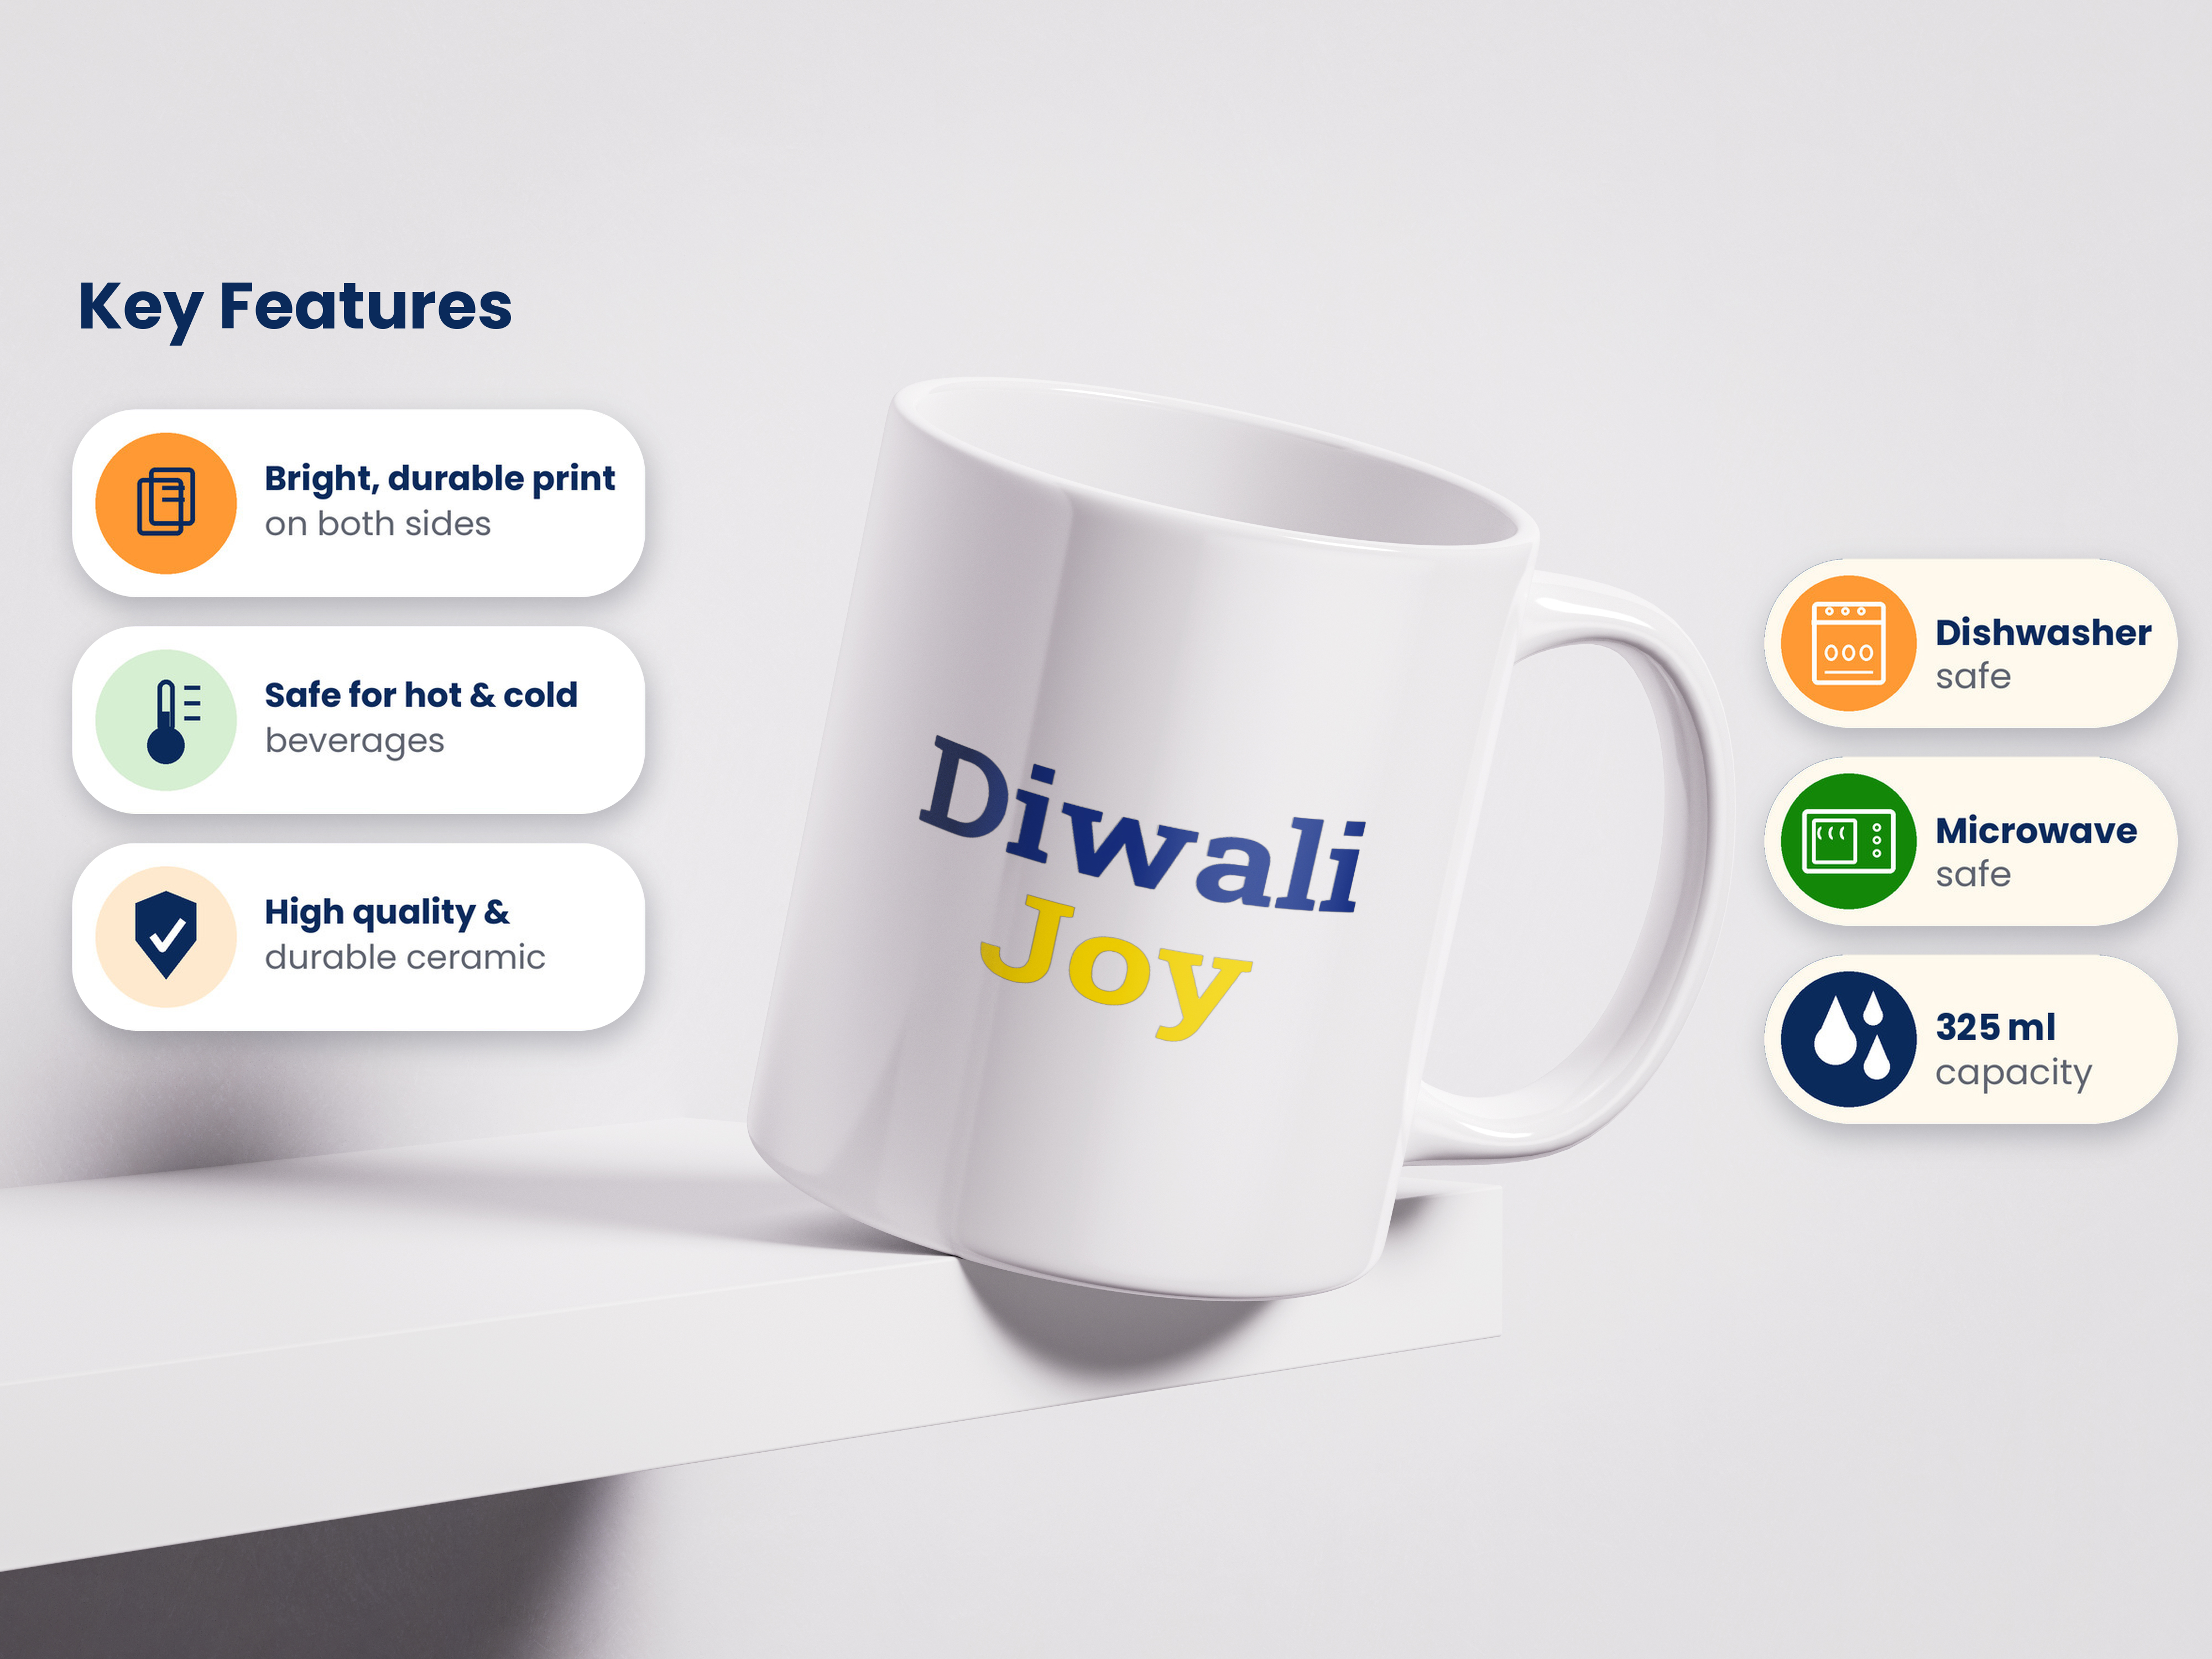 Key Features
Bright, durable print
on both sides
Safe for hot & cold
beverages
High quality &
durable ceramic
Diwali
Joy
Dishwasher
safe
Microwave
safe
325 ml
capacity